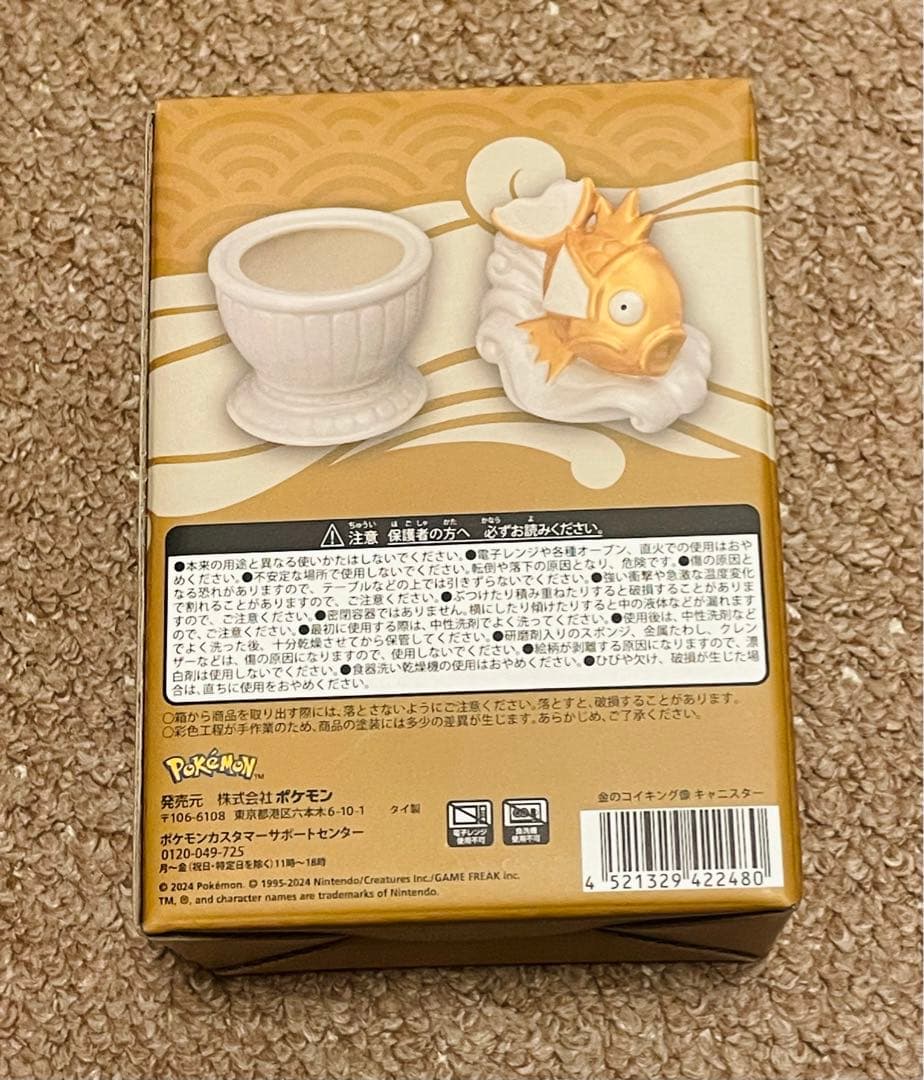 ⚠ 注意 保護者の方へ 必ずお読みください。
●本来の用途と異なる使いかたはしないでください。●電子レンジや各種オーブン、直火での使用はおや
めください。●不安定な場所で使用しないでください。転倒や落下の原因となり、危険です。●傷の原因と
なる恐れがありますので、テーブルなどの上では引きずらないでください。●強い衝撃や急激な温度変化
で割れることがありますので、ご注意ください。●ぶつけたり積み重ねたりすると破損することがありま
すので、ご注意ください。●密閉容器ではありません。横にしたり傾けたりすると中の液体などが漏れます
ので、ご注意ください。●最初に使用する際は、中性洗剤でよく洗ってください。●使用後は、中性洗剤など
でよく洗った後、十分乾燥させてから保管してください。●研磨剤入りのスポンジ、金属たわし、クレン
ザーなどは、傷の原因になりますので、使用しないでください。●絵柄が剥離する原因になりますので、漂
白剤は使用しないでください。●食器洗い乾燥機の使用はおやめください。●ひびや欠け、破損が生じた場
合は、直ちに使用をおやめください。
○箱から商品を取り出す際には、落とさないようにご注意ください。落とすと、破損することがあります。
○彩色工程が手作業のため、商品の塗装には多少の差異が生じます。あらかじめ、ご了承ください。
Pokémon™
発売元 株式会社ポケモン
〒106-6108 東京都港区六本木6-10-1 タイ製
ポケモンカスタマーサポートセンター
0120-049-725
月〜金(祝日・特定日を除く)11時〜18時
© 2024 Pokémon. © 1995-2024 Nintendo/Creatures Inc./GAME FREAK inc.
TM, ®, and character names are trademarks of Nintendo.
電子レンジ
使用不可
食洗機
使用不可
金のコイキング像 キャニスター
4 521329 422480